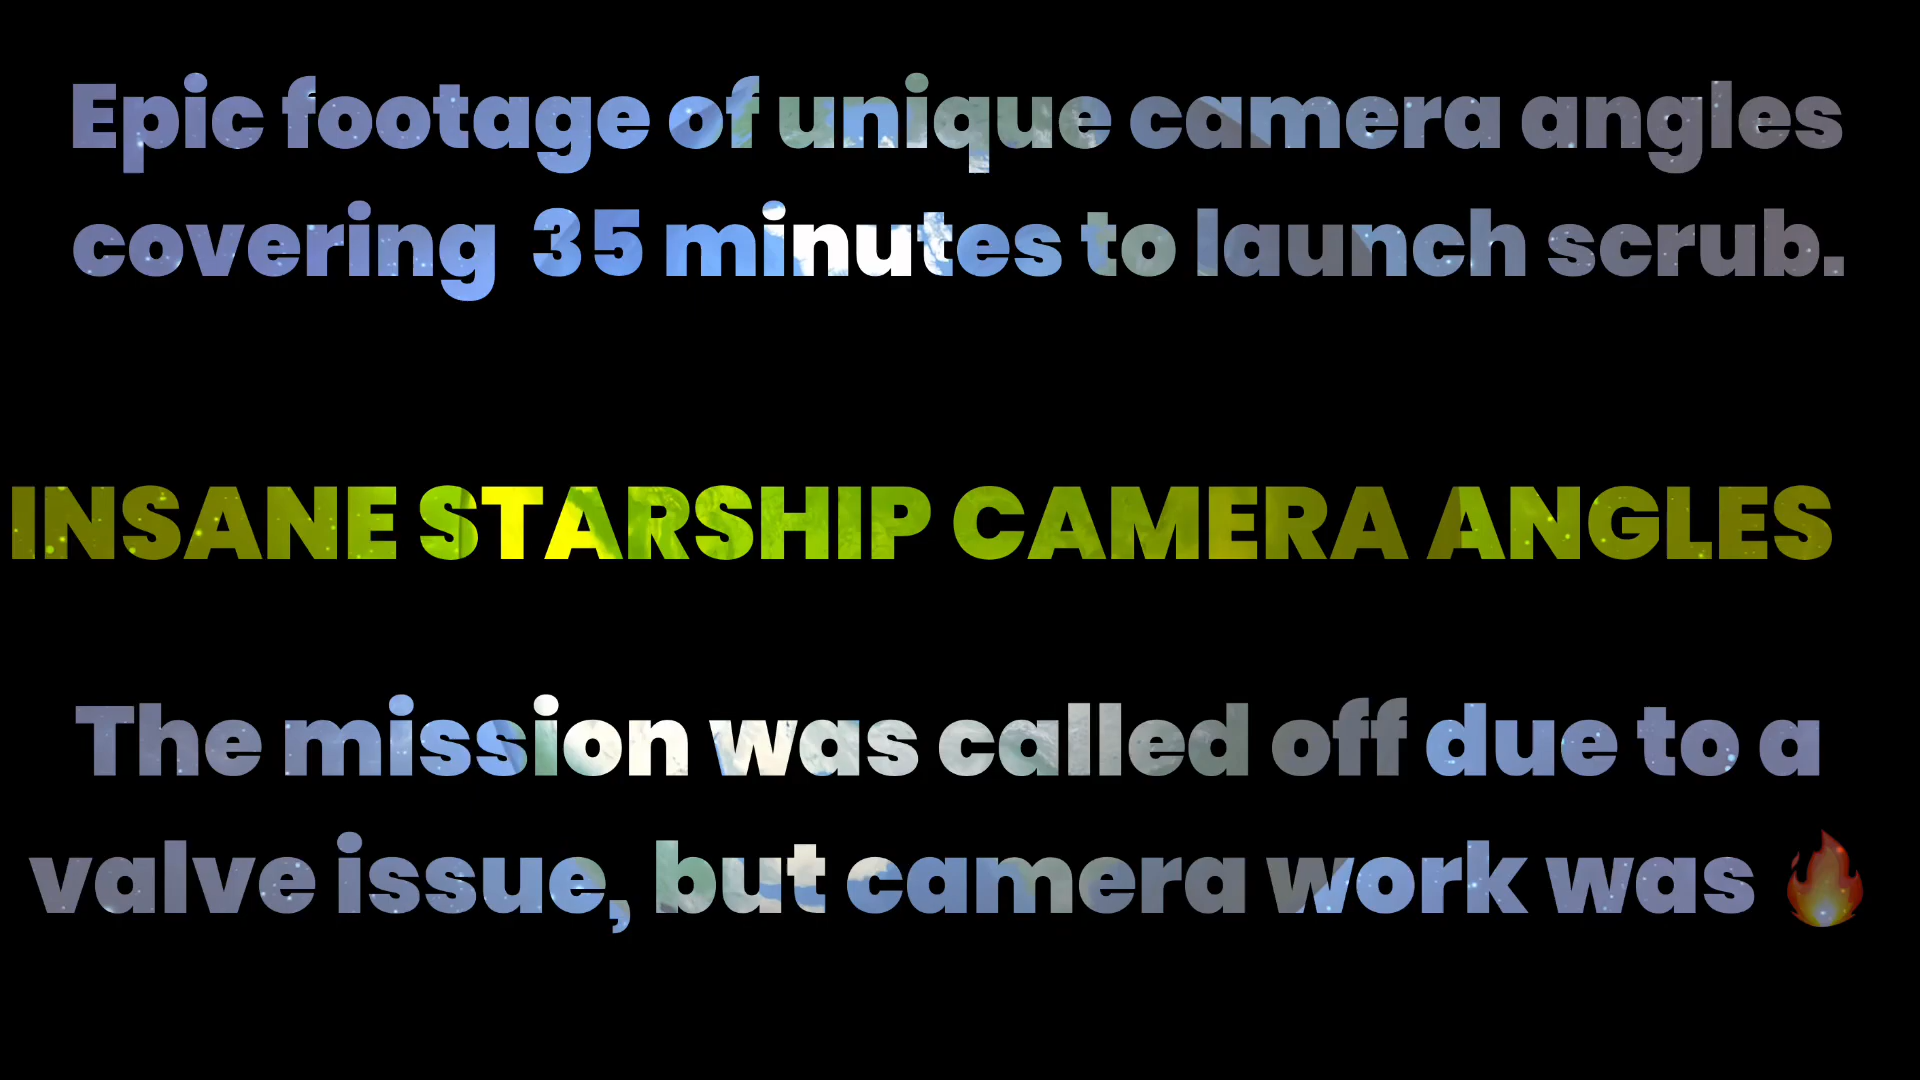 Epic footage of unique camera angles
covering 35 minutes to launch scrub.
INSANE STARSHIP CAMERA ANGLES
The mission was called off due to a
valve issue, but camera work was 🔥